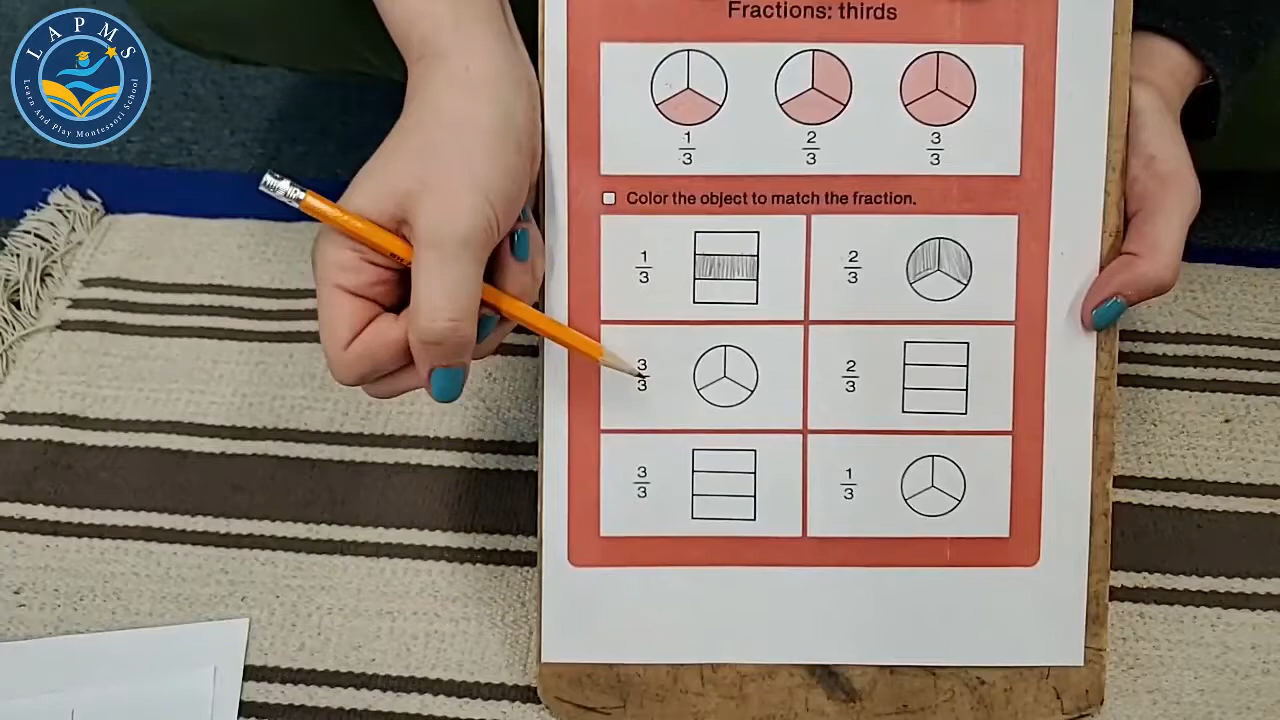 LAPMS
Learn And Play Montessori School
Fractions: thirds
1/3 2/3 3/3
Color the object to match the fraction.
1/3 2/3
3/3 2/3
3/3 1/3